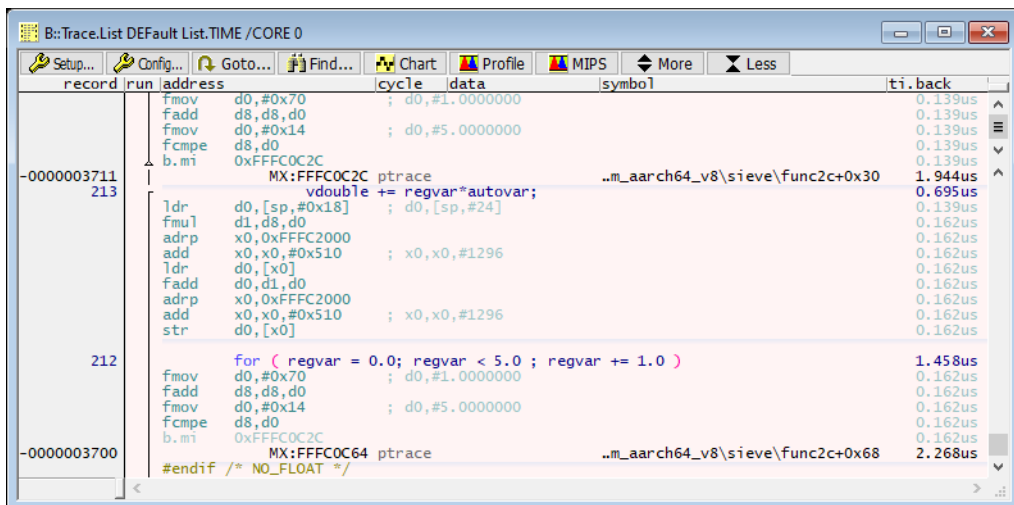 B::Trace.List DEFault List.TIME /CORE 0
Setup... Config... Goto... Find... Chart Profile MIPS More Less
record run address cycle data symbol ti.back
fmov d0,#0x70 ; d0,#1.0000000 0.139us
fadd d8,d8,d0 0.139us
fmov d0,#0x14 ; d0,#5.0000000 0.139us
fcmpe d8,d0 0.139us
b.mi 0xFFFC0C2C 0.139us
-0000003711 MX:FFFC0C2C ptrace ..m_aarch64_v8\sieve\func2c+0x30 1.944us
213 vdouble += regvar*autovar; 0.695us
ldr d0,[sp,#0x18] ; d0,[sp,#24] 0.139us
fmul d1,d8,d0 0.162us
adrp x0,0xFFFC2000 0.162us
add x0,x0,#0x510 ; x0,x0,#1296 0.162us
ldr d0,[x0] 0.162us
fadd d0,d1,d0 0.162us
adrp x0,0xFFFC2000 0.162us
add x0,x0,#0x510 ; x0,x0,#1296 0.162us
str d0,[x0] 0.162us
212 for ( regvar = 0.0; regvar < 5.0 ; regvar += 1.0 ) 1.458us
fmov d0,#0x70 ; d0,#1.0000000 0.162us
fadd d8,d8,d0 0.162us
fmov d0,#0x14 ; d0,#5.0000000 0.162us
fcmpe d8,d0 0.162us
b.mi 0xFFFC0C2C 0.162us
-0000003700 MX:FFFC0C64 ptrace ..m_aarch64_v8\sieve\func2c+0x68 2.268us
#endif /* NO_FLOAT */